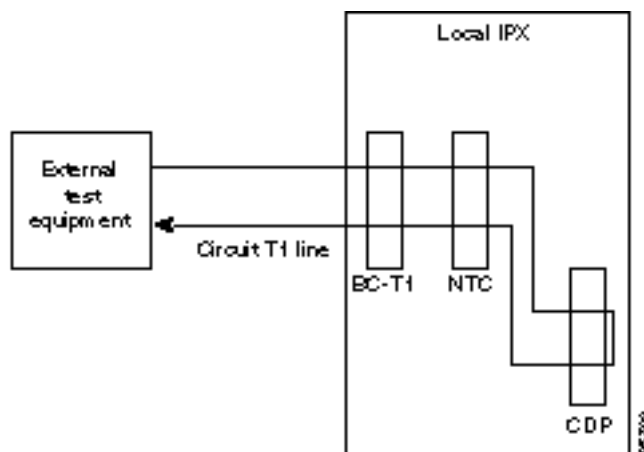 Local IPX
External
test
equipment
Circuit T1 line
BC-T1
NTC
CDP